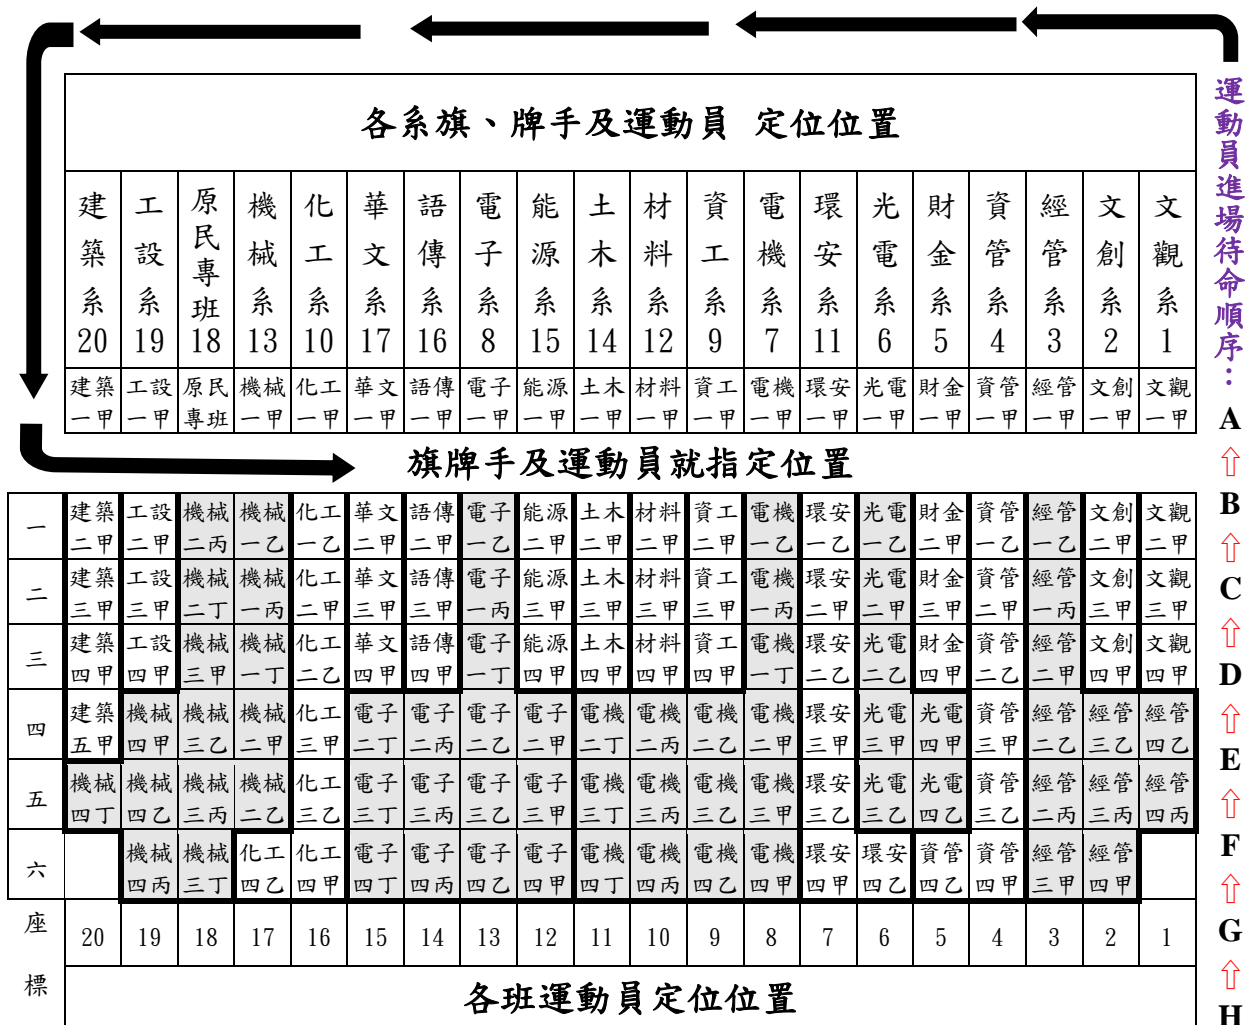 各系旗、牌手及運動員 定位位置
建築系20 工設系19 原民專班18 機械系13 化工系10 華文系17 語傳系16 電子系8 能源系15 土木系14 材料系12 資工系9 電機系7 環安系11 光電系6 財金系5 資管系4 經管系3 文創系2 文觀系1
建築一甲 工設一甲 原民專班 機械一甲 化工一甲 華文一甲 語傳一甲 電子一甲 能源一甲 土木一甲 材料一甲 資工一甲 電機一甲 環安一甲 光電一甲 財金一甲 資管一甲 經管一甲 文創一甲 文觀一甲
旗牌手及運動員就指定位置
一 建築二甲 工設二甲 機械二丙 機械一乙 化工一乙 華文二甲 語傳二甲 電子一乙 能源二甲 土木二甲 材料二甲 資工二甲 電機一乙 環安一乙 光電一乙 財金二甲 資管一乙 經管一乙 文創二甲 文觀二甲
二 建築三甲 工設三甲 機械二丁 機械一丙 化工二甲 華文三甲 語傳三甲 電子一丙 能源三甲 土木三甲 材料三甲 資工三甲 電機一丙 環安二甲 光電二甲 財金三甲 資管二甲 經管一丙 文創三甲 文觀三甲
三 建築四甲 工設四甲 機械三甲 機械一丁 化工二乙 華文四甲 語傳四甲 電子一丁 能源四甲 土木四甲 材料四甲 資工四甲 電機一丁 環安二乙 光電二乙 財金四甲 資管二乙 經管二甲 文創四甲 文觀四甲
四 建築五甲 機械四甲 機械三乙 機械二甲 化工三甲 電子二丁 電子二丙 電子二乙 電子二甲 電機二丁 電機二丙 電機二乙 電機二甲 環安三甲 光電三甲 光電四甲 資管三甲 經管二乙 經管三乙 經管四乙
五 機械四丁 機械四乙 機械三丙 機械二乙 化工三乙 電子三丁 電子三丙 電子三乙 電子三甲 電機三丁 電機三丙 電機三乙 電機三甲 環安三乙 光電三乙 光電四乙 資管三乙 經管二丙 經管三丙 經管四丙
六 機械四丙 機械三丁 化工四乙 化工四甲 電子四丁 電子四丙 電子四乙 電子四甲 電機四丁 電機四丙 電機四乙 電機四甲 環安四甲 環安四乙 資管四乙 資管四甲 經管三甲 經管四甲
座標 20 19 18 17 16 15 14 13 12 11 10 9 8 7 6 5 4 3 2 1
各班運動員定位位置
運動員進場待命順序：
A
⇧
B
⇧
C
⇧
D
⇧
E
⇧
F
⇧
G
⇧
H